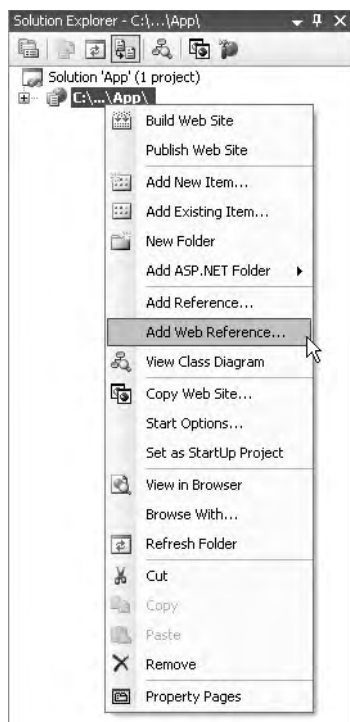 Solution Explorer - C:\...\App\
Solution 'App' (1 project)
C:\...\App\
Build Web Site
Publish Web Site
Add New Item...
Add Existing Item...
New Folder
Add ASP.NET Folder
Add Reference...
Add Web Reference...
View Class Diagram
Copy Web Site...
Start Options...
Set as StartUp Project
View in Browser
Browse With...
Refresh Folder
Cut
Copy
Paste
Remove
Property Pages